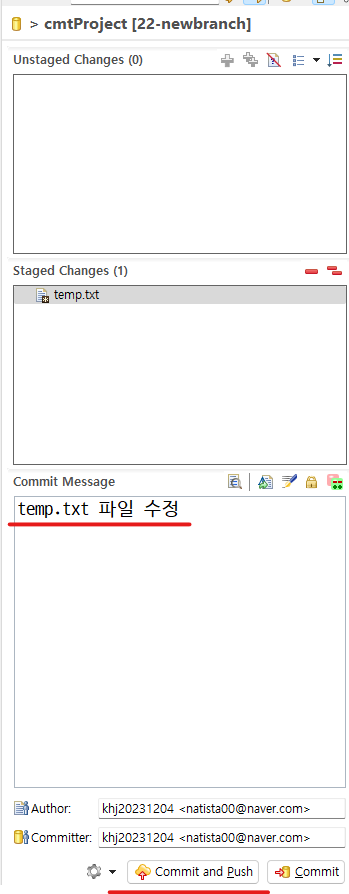 > cmtProject [22-newbranch]
Unstaged Changes (0)
Staged Changes (1)
temp.txt
Commit Message
temp.txt 파일 수정
Author: khj20231204 <natista00@naver.com>
Committer: khj20231204 <natista00@naver.com>
Commit and Push Commit